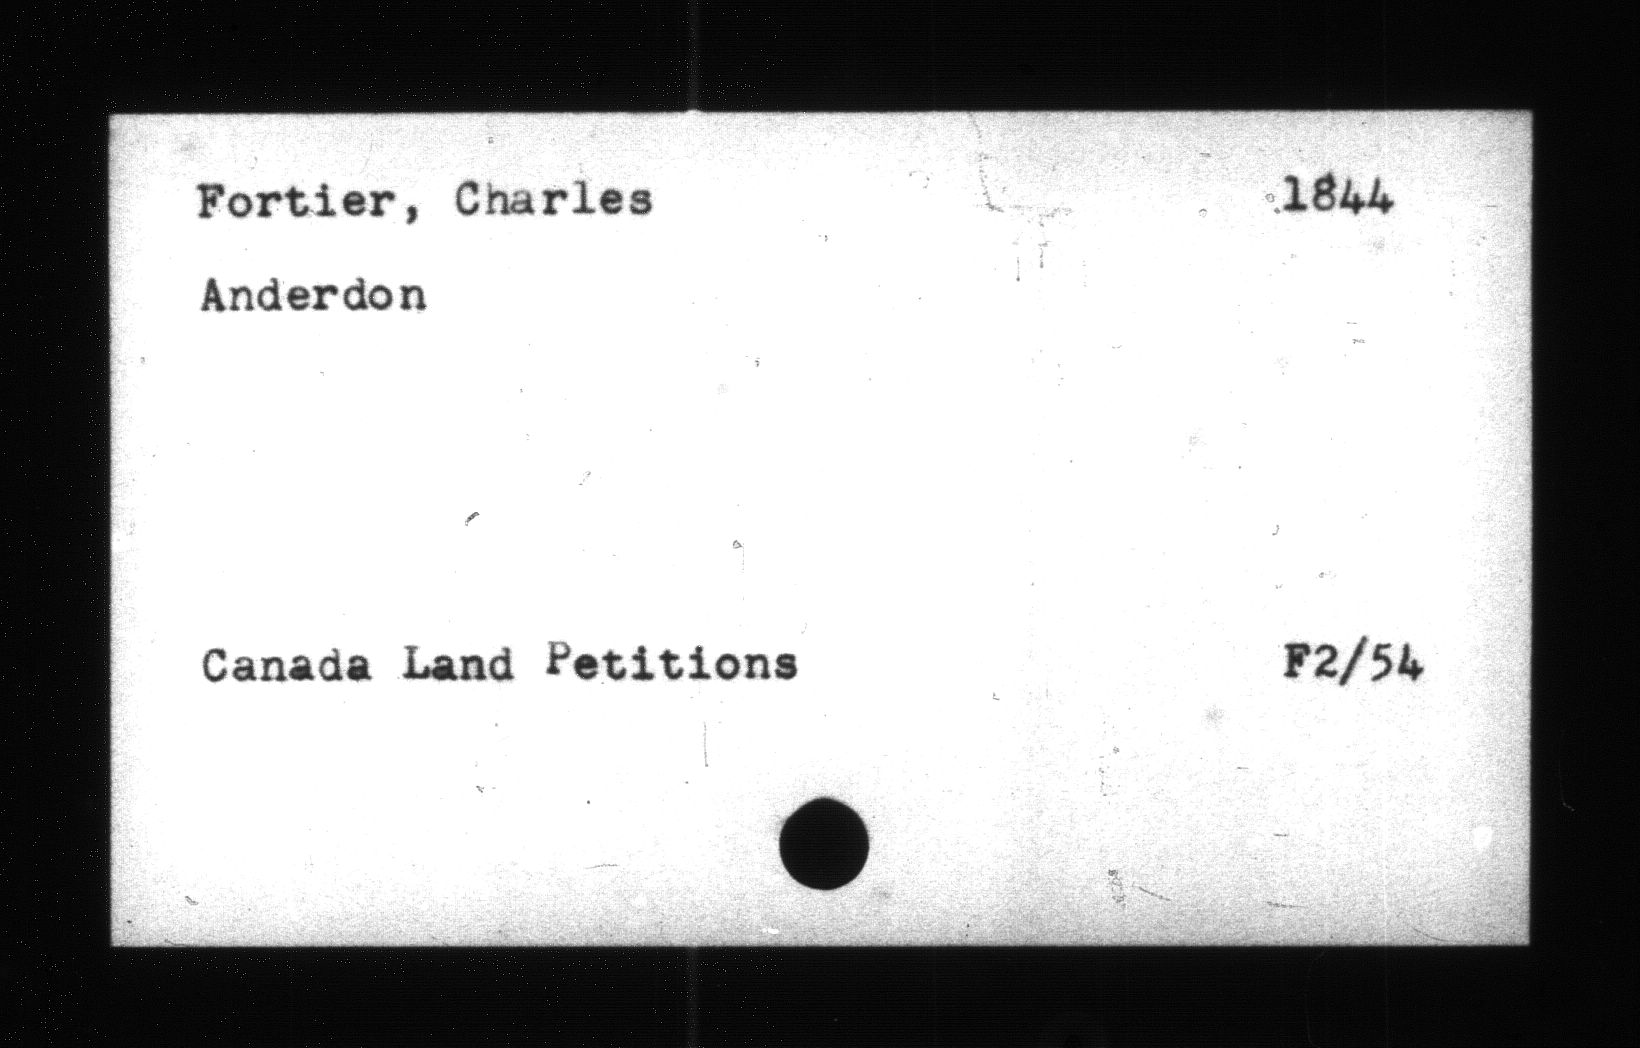 Fortier, Charles 1844
Anderdon
Canada Land Petitions F2/54